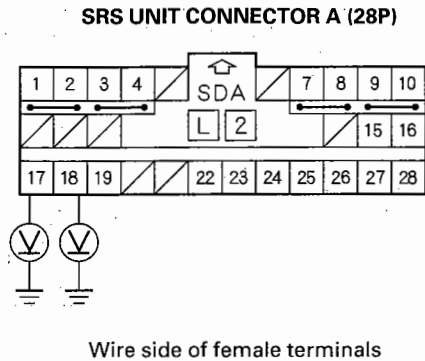 SRS UNIT CONNECTOR A (28P)
1 2 3 4 SDA 7 8 9 10
L 2 15 16
17 18 19 22 23 24 25 26 27 28
V V
Wire side of female terminals